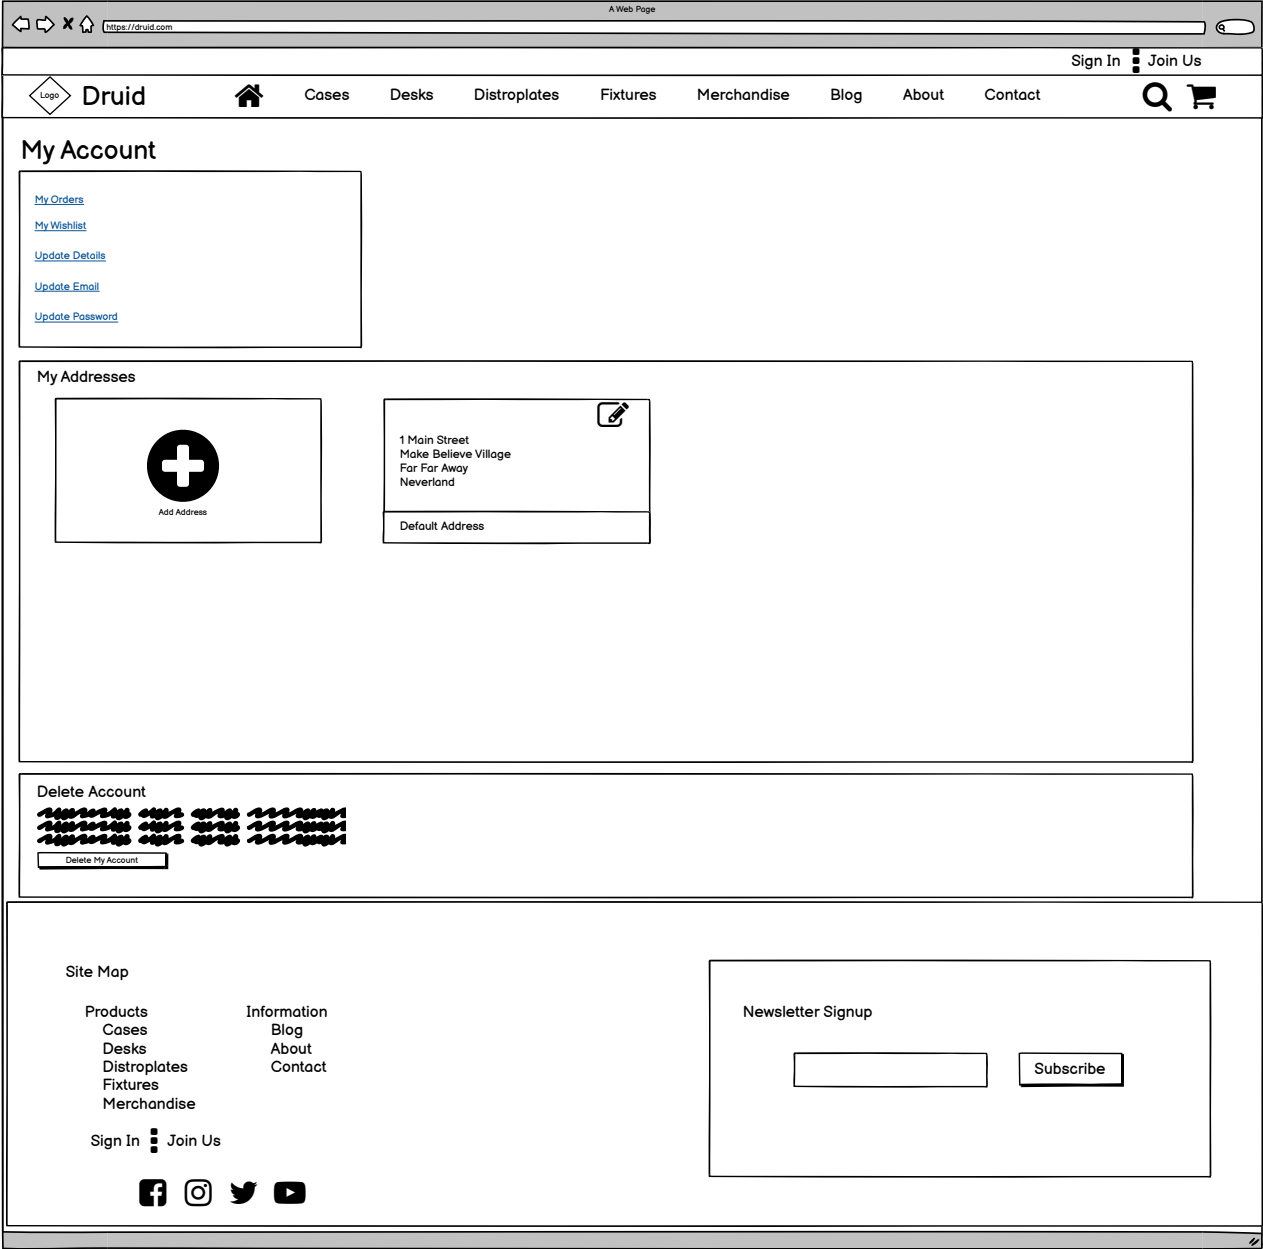 A Web Page
https://druid.com
Sign In Join Us
Logo Druid Cases Desks Distroplates Fixtures Merchandise Blog About Contact
My Account
My Orders
My Wishlist
Update Details
Update Email
Update Password
My Addresses
Add Address
1 Main Street
Make Believe Village
Far Far Away
Neverland
Default Address
Delete Account
Delete My Account
Site Map
Products
Cases
Desks
Distroplates
Fixtures
Merchandise
Information
Blog
About
Contact
Sign In Join Us
Newsletter Signup
Subscribe